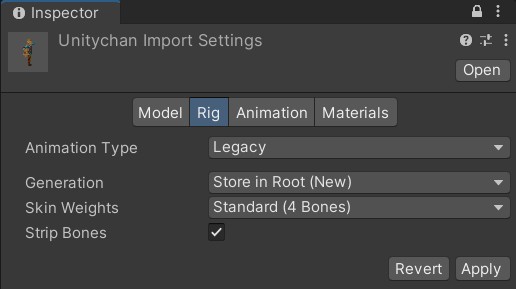 Inspector
Unitychan Import Settings
Open
Model Rig Animation Materials
Animation Type Legacy
Generation Store in Root (New)
Skin Weights Standard (4 Bones)
Strip Bones
Revert Apply